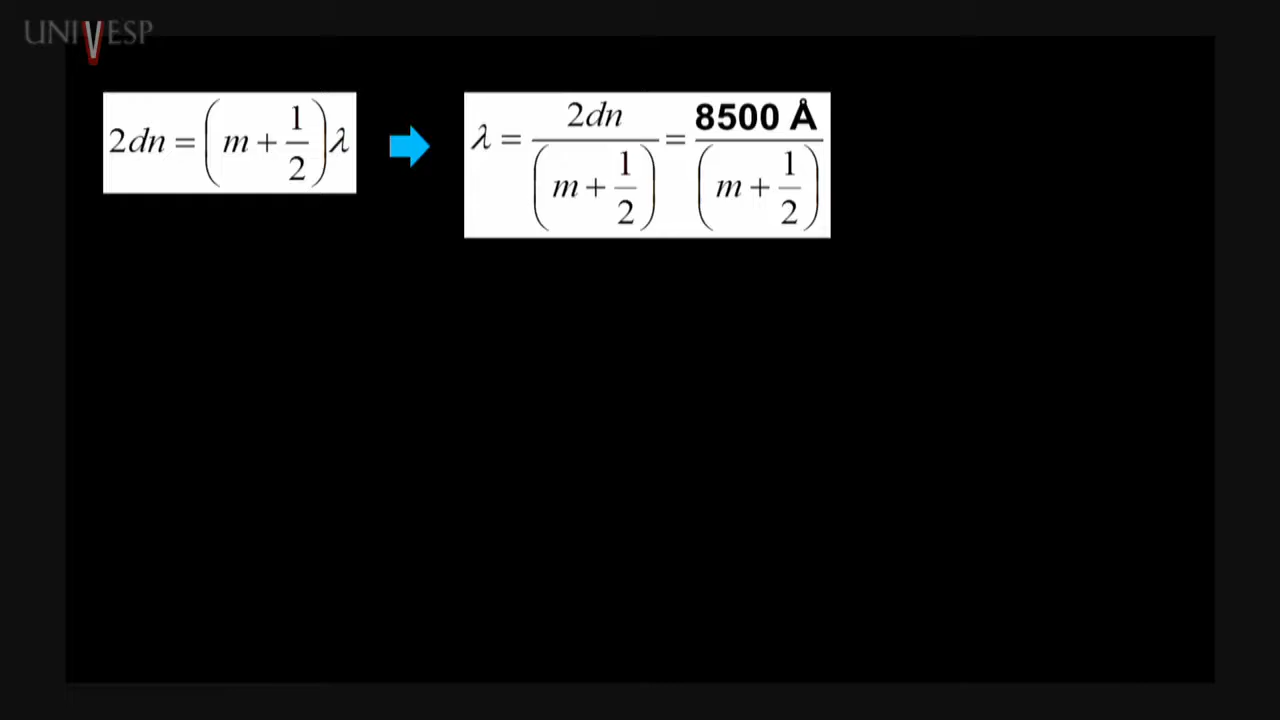 UNIVESP
2dn = (m + 1/2) λ
λ = 2dn / (m + 1/2) = 8500 Å / (m + 1/2)